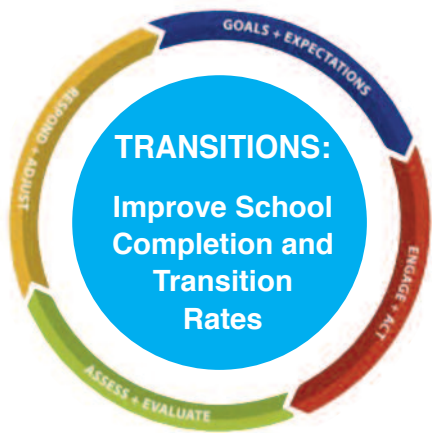 GOALS + EXPECTATIONS
ENGAGE + ACT
ASSESS + EVALUATE
RESPOND + ADJUST
TRANSITIONS:
Improve School
Completion and
Transition
Rates